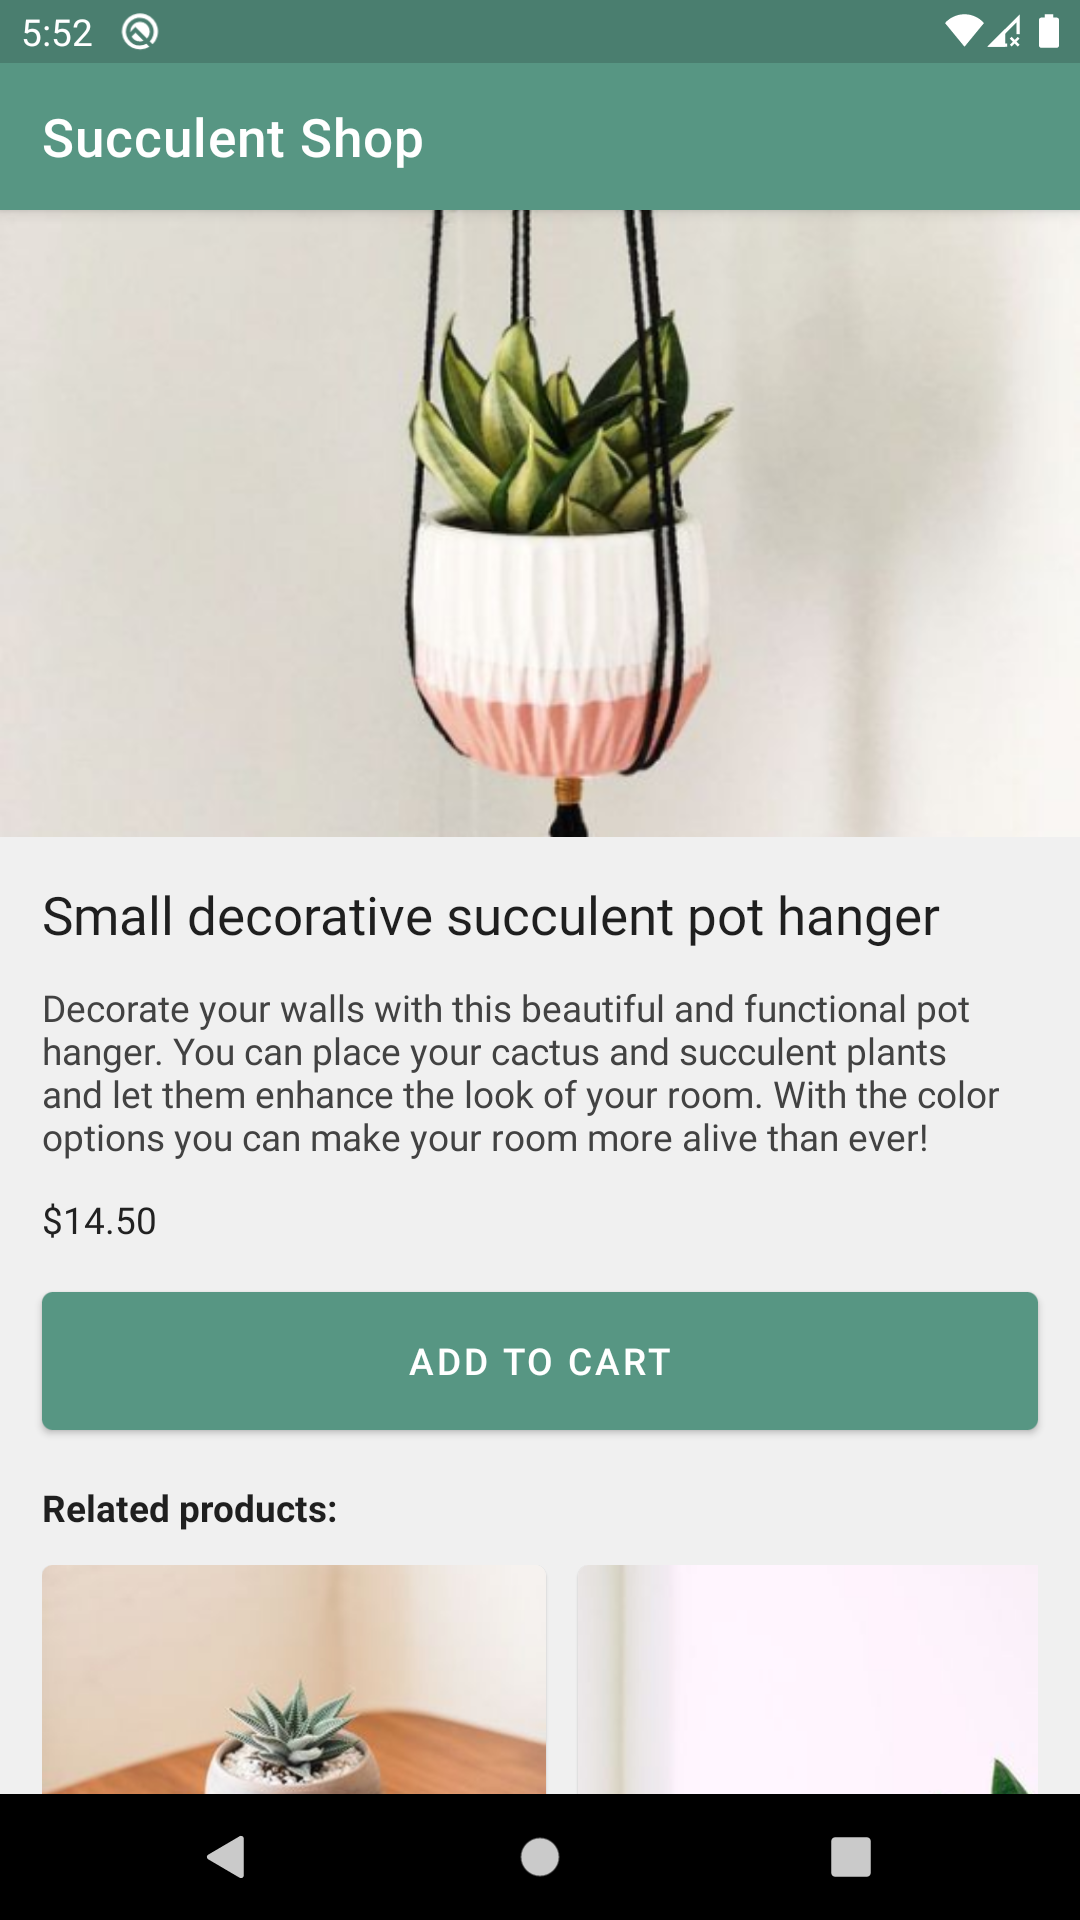 5:52
Succulent Shop
Small decorative succulent pot hanger
Decorate your walls with this beautiful and functional pot
hanger. You can place your cactus and succulent plants
and let them enhance the look of your room. With the color
options you can make your room more alive than ever!
$14.50
ADD TO CART
Related products: